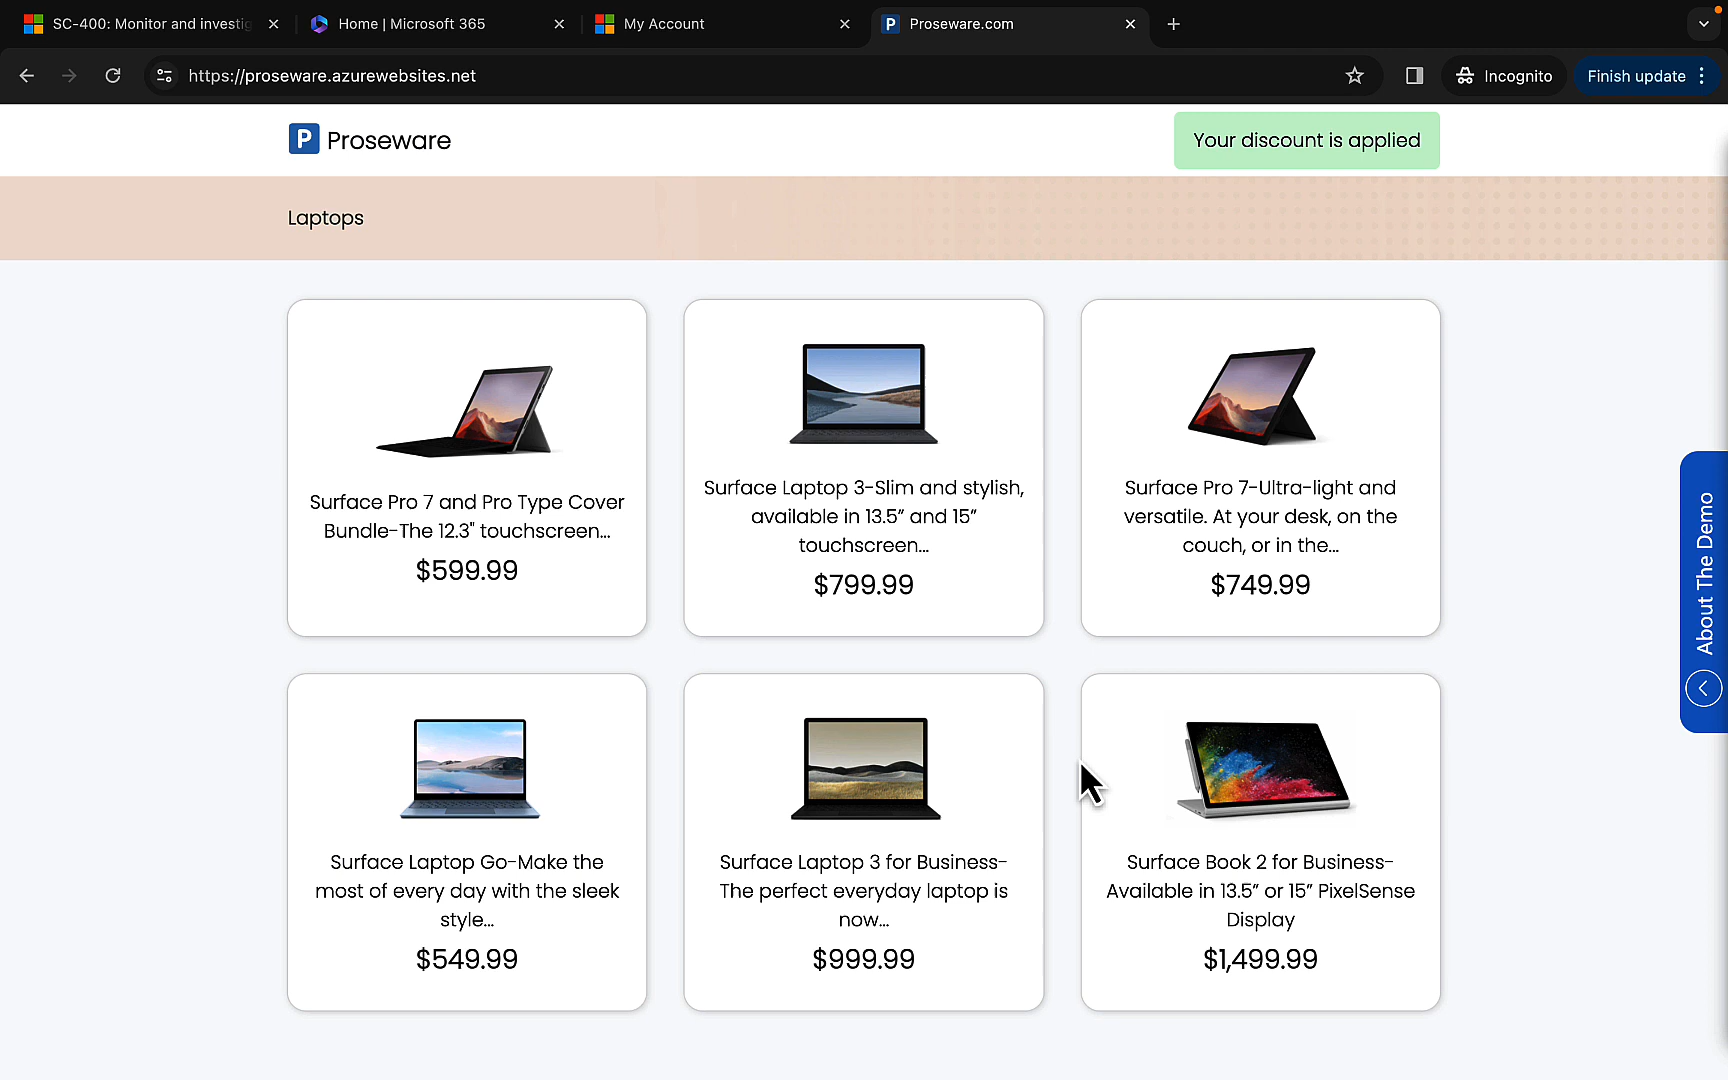 SC-400: Monitor and investig
Home | Microsoft 365
My Account
Proseware.com
https://proseware.azurewebsites.net
Incognito
Finish update
P Proseware
Your discount is applied
Laptops
Surface Pro 7 and Pro Type Cover
Bundle-The 12.3" touchscreen...
$599.99
Surface Laptop 3-Slim and stylish,
available in 13.5” and 15”
touchscreen...
$799.99
Surface Pro 7-Ultra-light and
versatile. At your desk, on the
couch, or in the...
$749.99
Surface Laptop Go-Make the
most of every day with the sleek
style...
$549.99
Surface Laptop 3 for Business-
The perfect everyday laptop is
now...
$999.99
Surface Book 2 for Business-
Available in 13.5” or 15” PixelSense
Display
$1,499.99
About The Demo